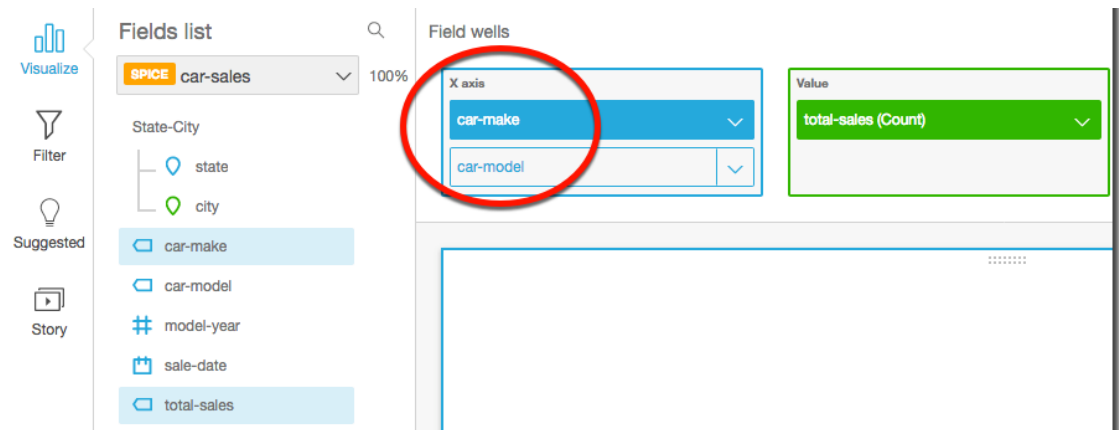 Visualize
Filter
Suggested
Story
Fields list
SPICE car-sales
100%
State-City
state
city
car-make
car-model
model-year
sale-date
total-sales
Field wells
X axis
car-make
car-model
Value
total-sales (Count)